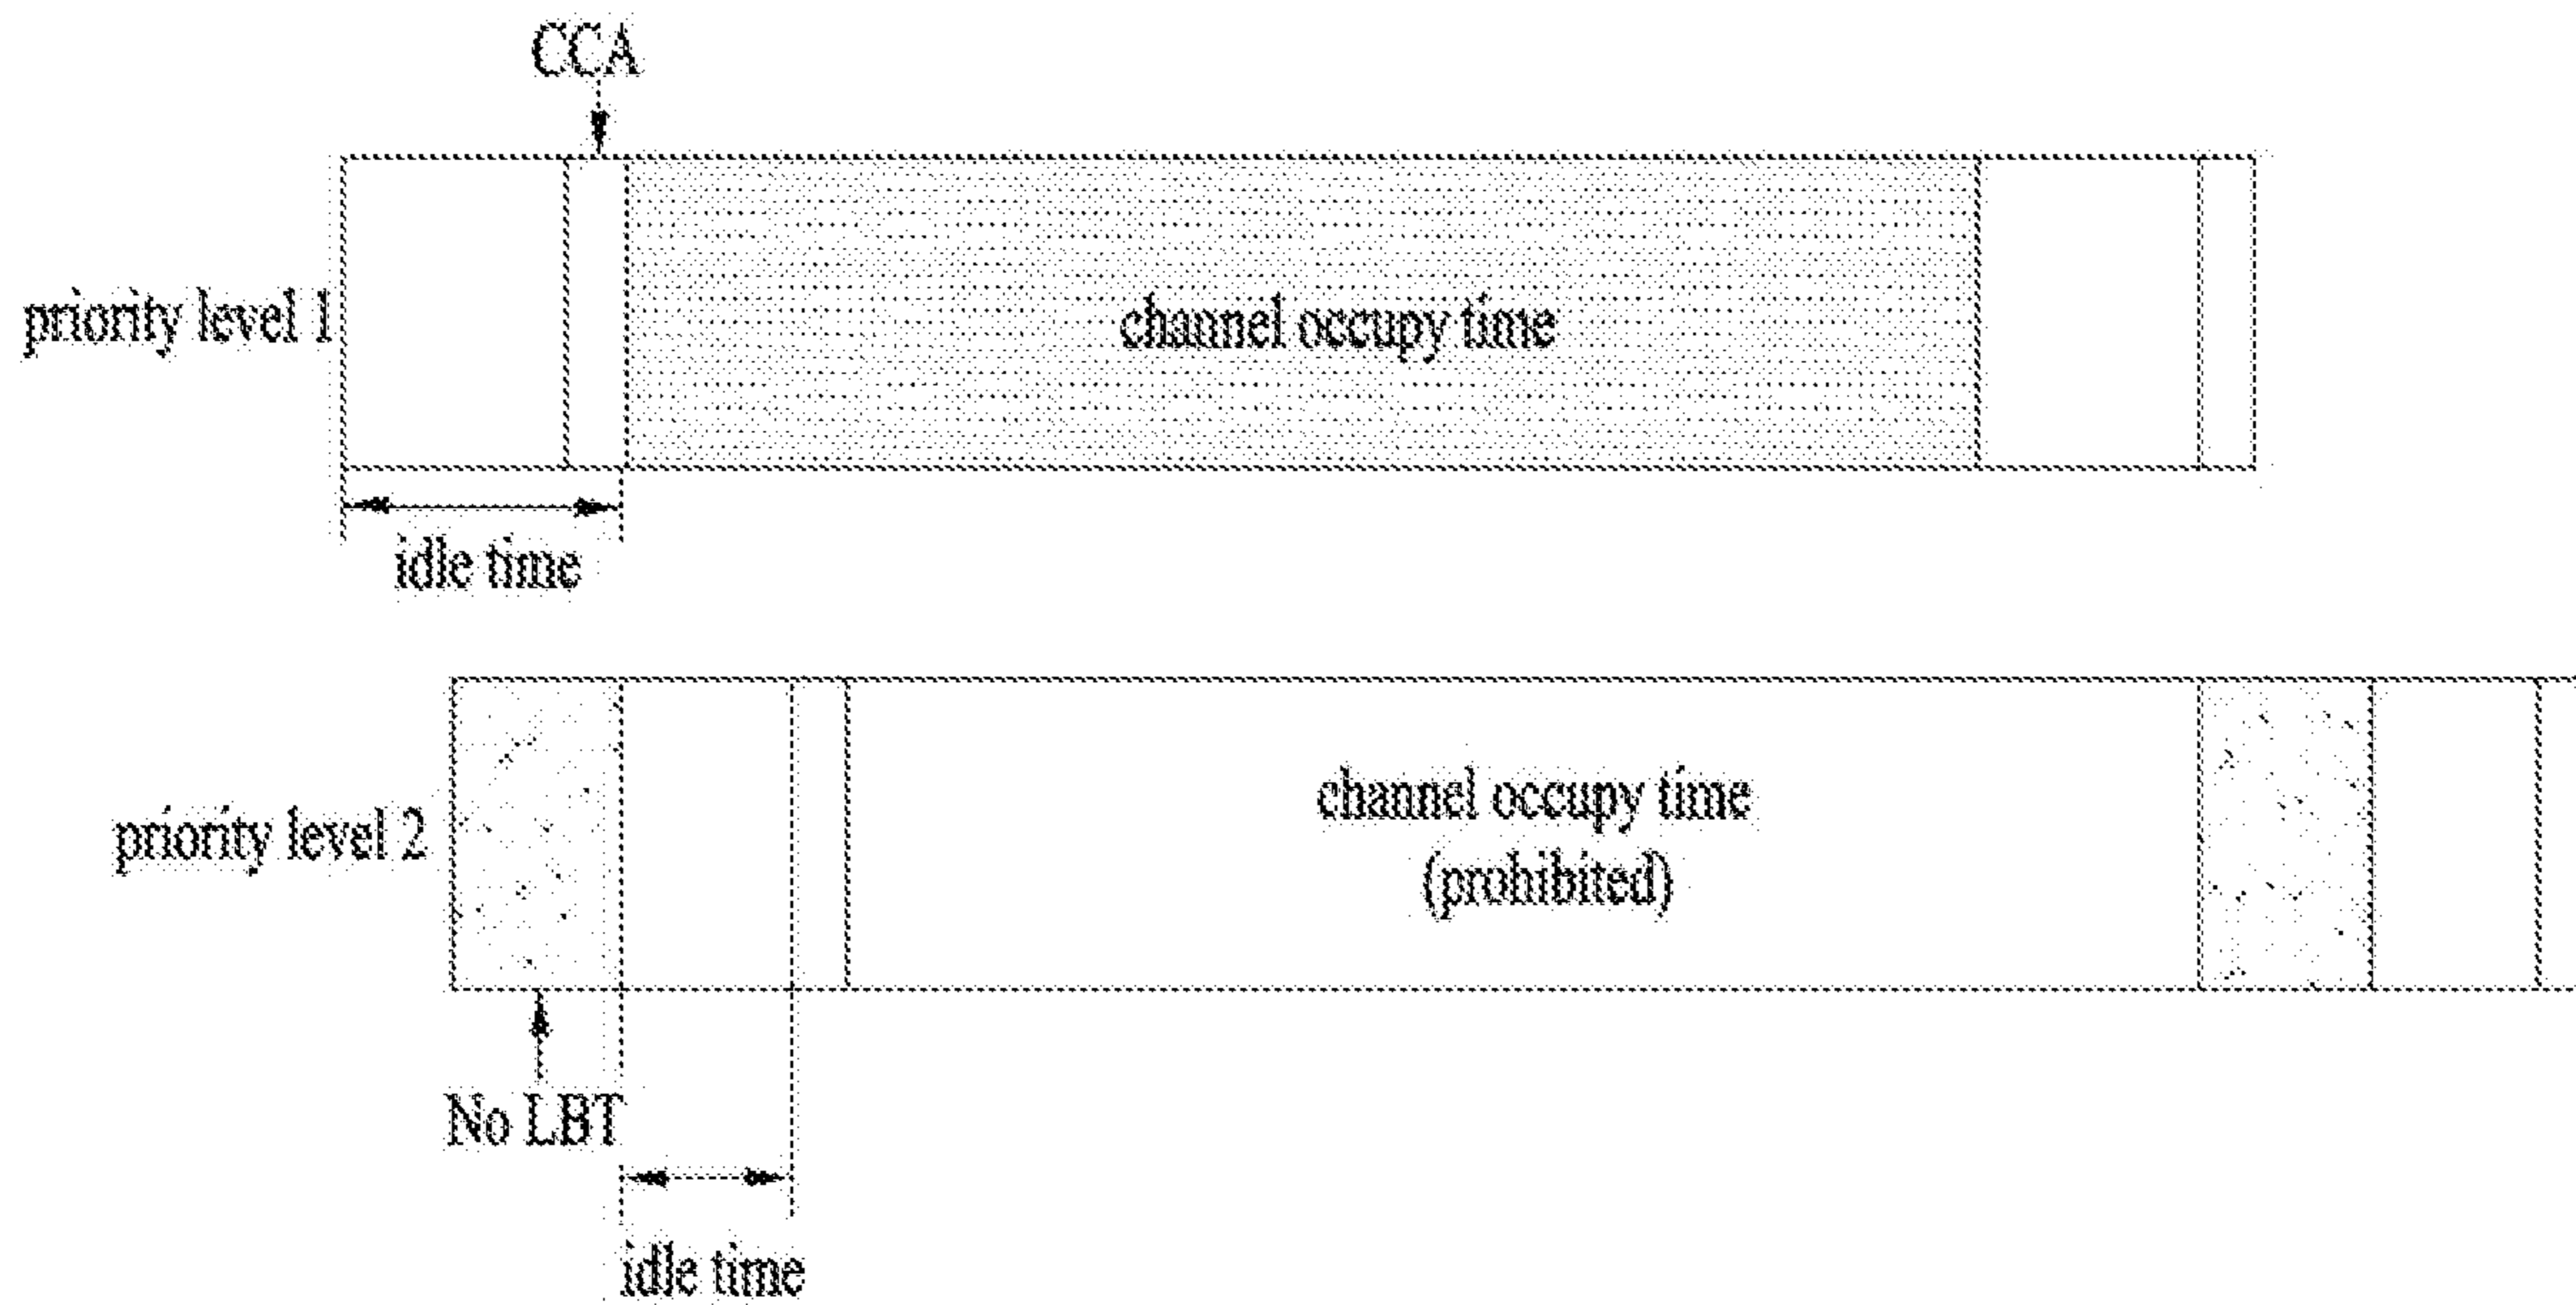 CCA
priority level 1
channel occupy time
idle time
priority level 2
channel occupy time
(prohibited)
No LBT
idle time